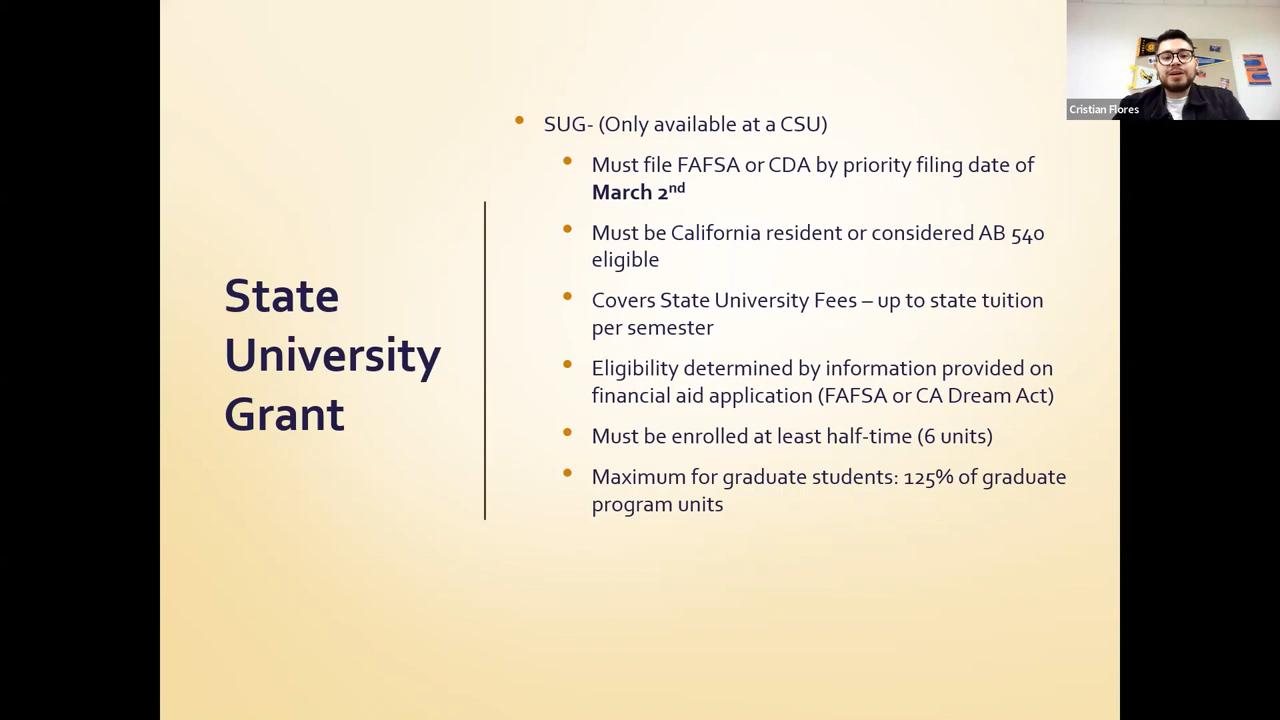 State
University
Grant
SUG- (Only available at a CSU)
Must file FAFSA or CDA by priority filing date of
March 2nd
Must be California resident or considered AB 540
eligible
Covers State University Fees – up to state tuition
per semester
Eligibility determined by information provided on
financial aid application (FAFSA or CA Dream Act)
Must be enrolled at least half-time (6 units)
Maximum for graduate students: 125% of graduate
program units
Cristian Flores